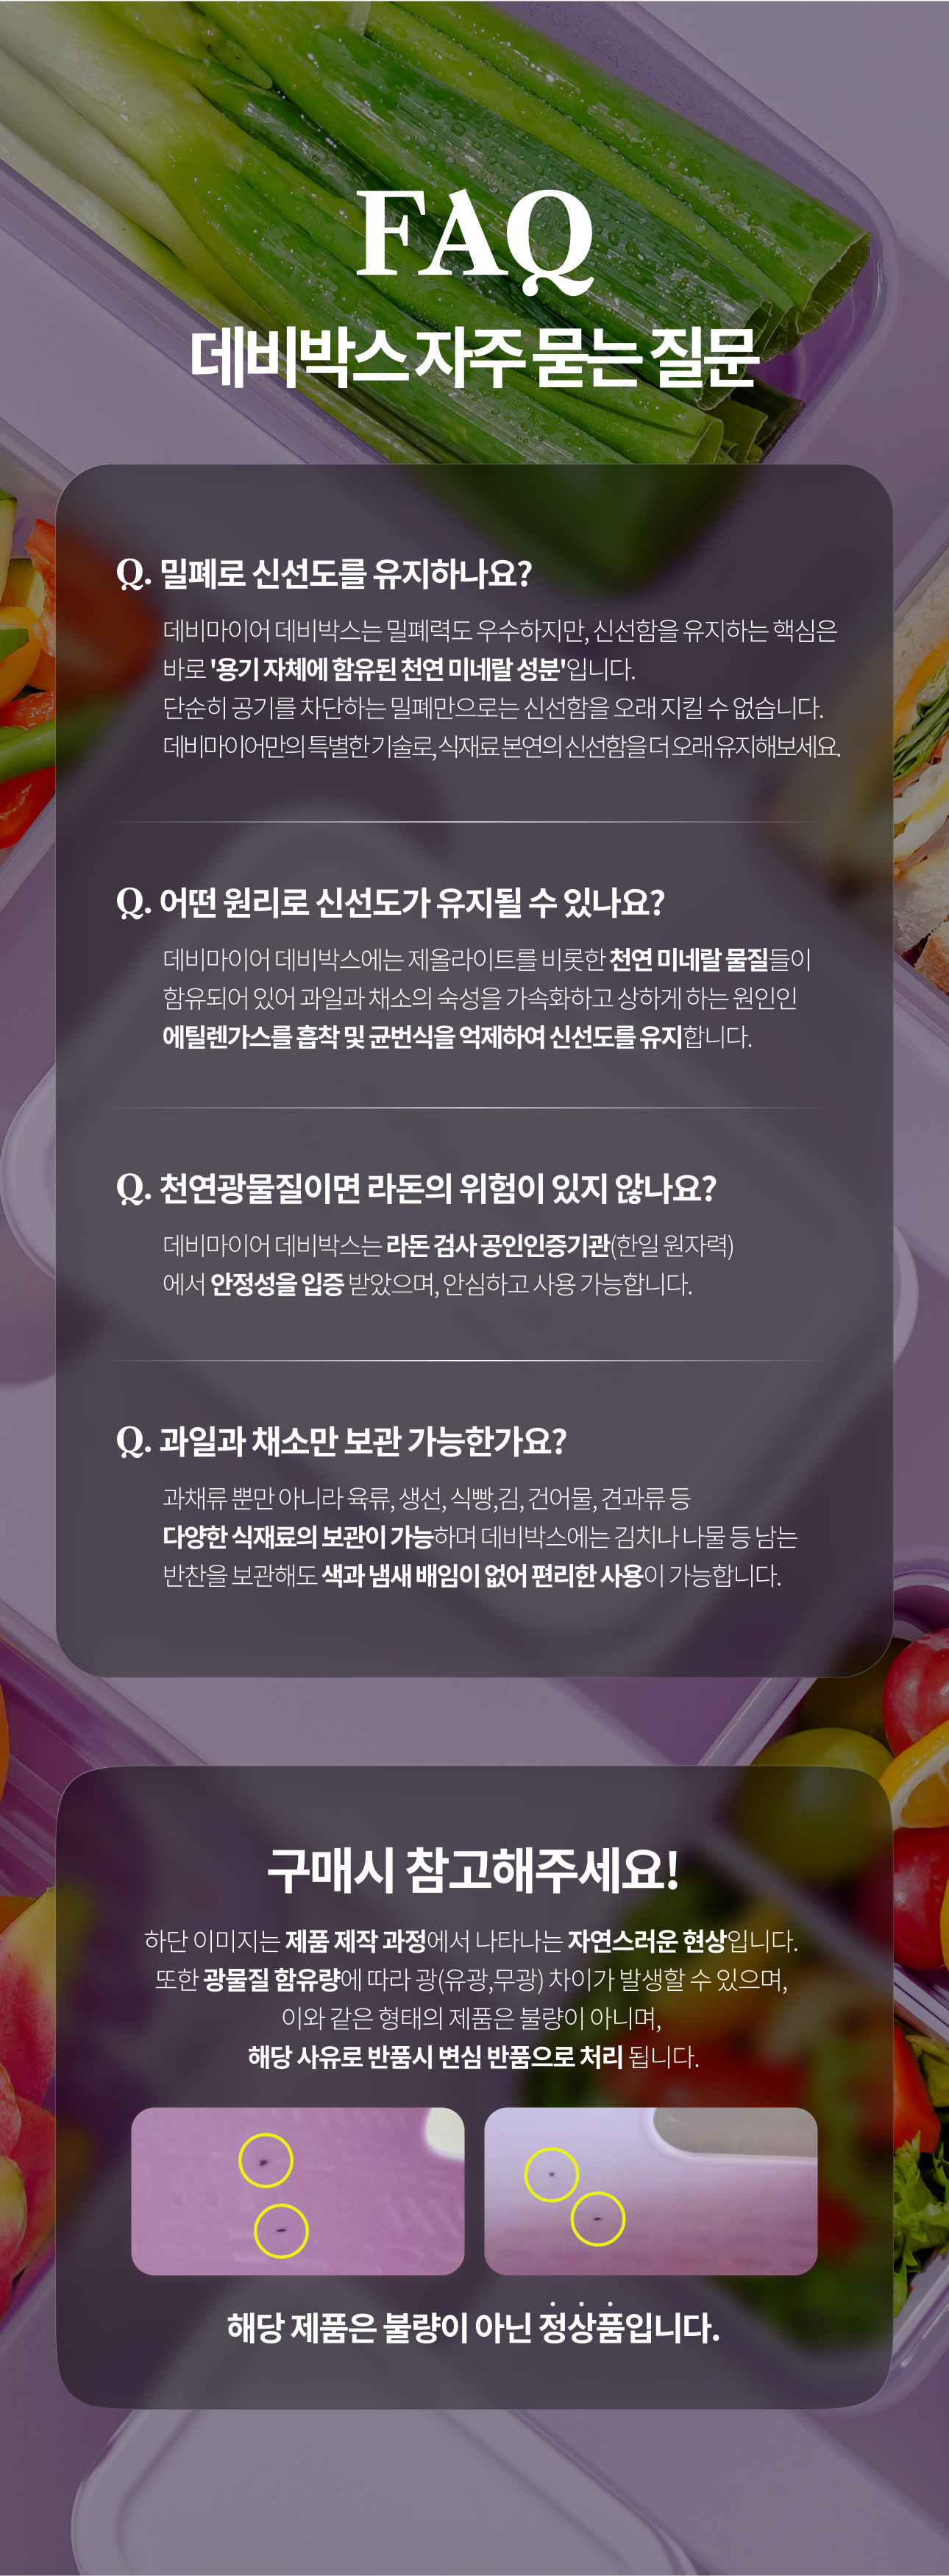 FAQ
데비박스 자주 묻는 질문
Q. 밀폐로 신선도를 유지하나요?
데비마이어 데비박스는 밀폐력도 우수하지만, 신선함을 유지하는 핵심은
바로 '용기 자체에 함유된 천연 미네랄 성분'입니다.
단순히 공기를 차단하는 밀폐만으로는 신선함을 오래 지킬 수 없습니다.
데비마이어만의 특별한 기술로, 식재료 본연의 신선함을 더 오래 유지해보세요.
Q. 어떤 원리로 신선도가 유지될 수 있나요?
데비마이어 데비박스에는 제올라이트를 비롯한 천연 미네랄 물질들이
함유되어 있어 과일과 채소의 숙성을 가속화하고 상하게 하는 원인인
에틸렌가스를 흡착 및 균번식을 억제하여 신선도를 유지합니다.
Q. 천연광물질이면 라돈의 위험이 있지 않나요?
데비마이어 데비박스는 라돈 검사 공인인증기관(한일 원자력)
에서 안정성을 입증 받았으며, 안심하고 사용 가능합니다.
Q. 과일과 채소만 보관 가능한가요?
과채류 뿐만 아니라 육류, 생선, 식빵,김, 건어물, 견과류 등
다양한 식재료의 보관이 가능하며 데비박스에는 김치나 나물 등 남는
반찬을 보관해도 색과 냄새 배임이 없어 편리한 사용이 가능합니다.
구매시 참고해주세요!
하단 이미지는 제품 제작 과정에서 나타나는 자연스러운 현상입니다.
또한 광물질 함유량에 따라 광(유광,무광) 차이가 발생할 수 있으며,
이와 같은 형태의 제품은 불량이 아니며,
해당 사유로 반품시 변심 반품으로 처리 됩니다.
해당 제품은 불량이 아닌 정상품입니다.